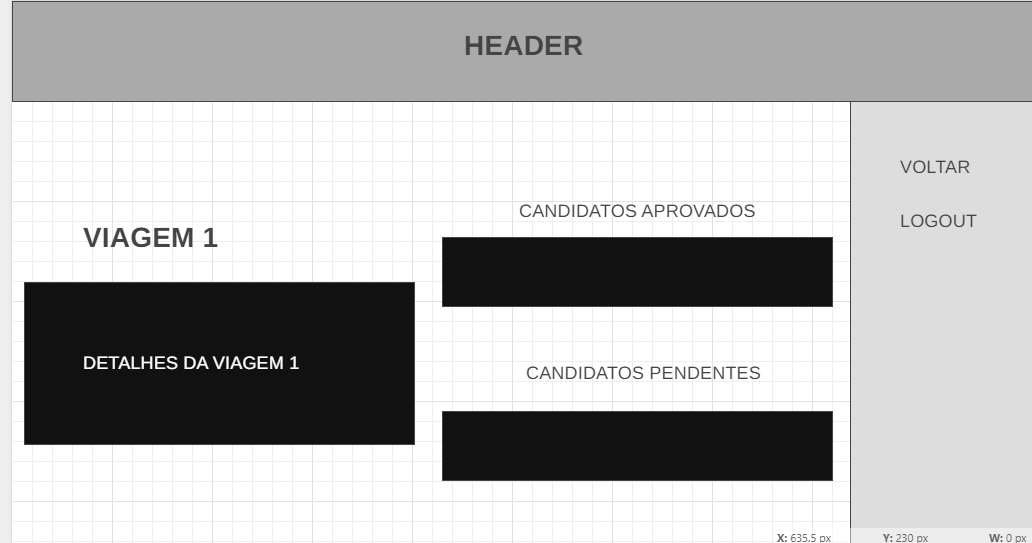 HEADER
VIAGEM 1
DETALHES DA VIAGEM 1
CANDIDATOS APROVADOS
CANDIDATOS PENDENTES
VOLTAR
LOGOUT
X: 635.5 px Y: 230 px W: 0 px